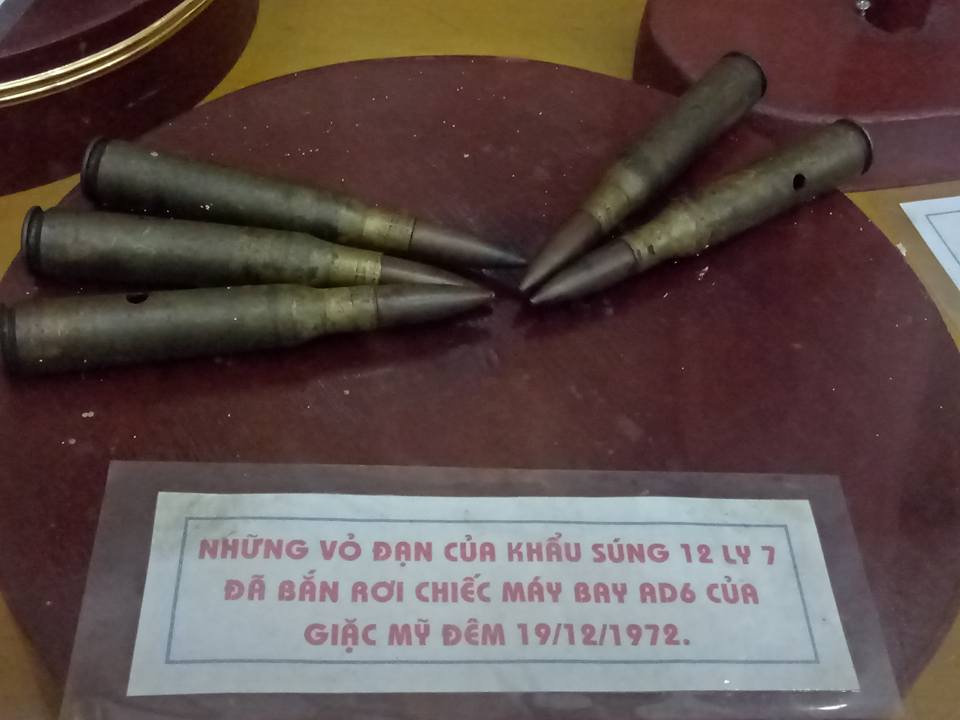 NHỮNG VỎ ĐẠN CỦA KHẨU SÚNG 12 LY 7
ĐÃ BẮN RƠI CHIẾC MÁY BAY AD6 CỦA
GIẶC MỸ ĐÊM 19/12/1972.